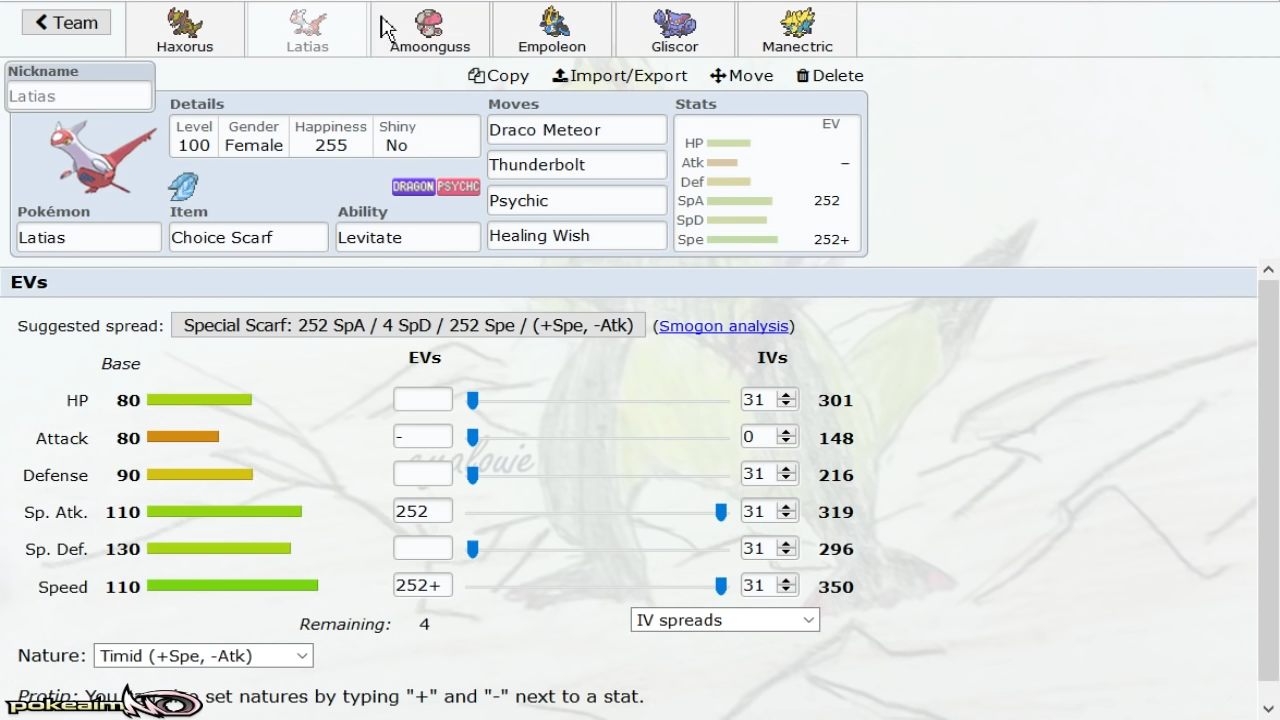 Team
Haxorus
Latias
Amoonguss
Empoleon
Gliscor
Manectric
Nickname
Latias
Copy Import/Export Move Delete
Details
Level Gender Happiness Shiny
100 Female 255 No
DRAGON PSYCHC
Pokémon Item Ability
Latias Choice Scarf Levitate
Moves
Draco Meteor
Thunderbolt
Psychic
Healing Wish
Stats
EV
HP
Atk –
Def
SpA 252
SpD
Spe 252+
EVs
Suggested spread: Special Scarf: 252 SpA / 4 SpD / 252 Spe / (+Spe, -Atk) (Smogon analysis)
Base EVs IVs
HP 80 31 301
Attack 80 - 0 148
Defense 90 31 216
Sp. Atk. 110 252 31 319
Sp. Def. 130 31 296
Speed 110 252+ 31 350
Remaining: 4 IV spreads
Nature: Timid (+Spe, -Atk)
Protip: You set natures by typing "+" and "-" next to a stat.
pokeaimMD